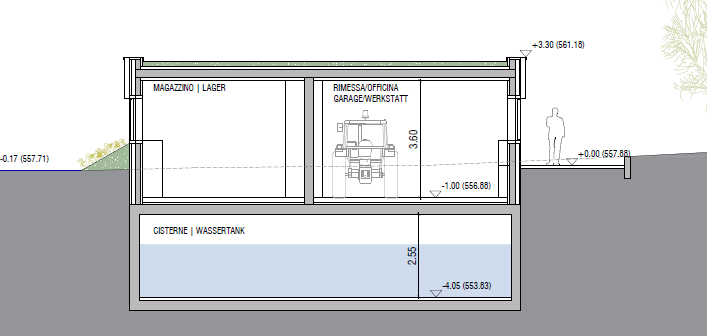 +3.30 (561.18)
MAGAZZINO | LAGER
RIMESSA/OFFICINA
GARAGE/WERKSTATT
3.60
-0.17 (557.71)
+0.00 (557.88)
-1.00 (556.88)
CISTERNE | WASSERTANK
2.55
-4.05 (553.83)